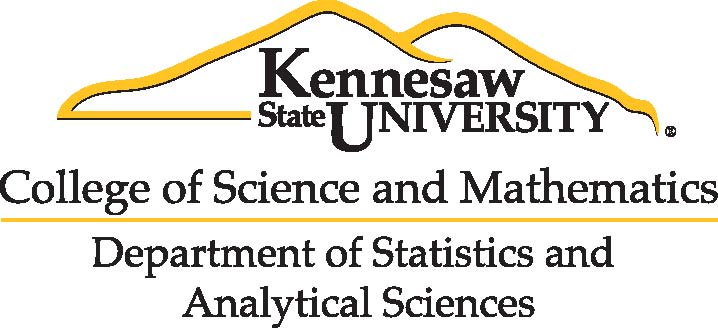 Kennesaw
State UNIVERSITY ®
College of Science and Mathematics
Department of Statistics and
Analytical Sciences